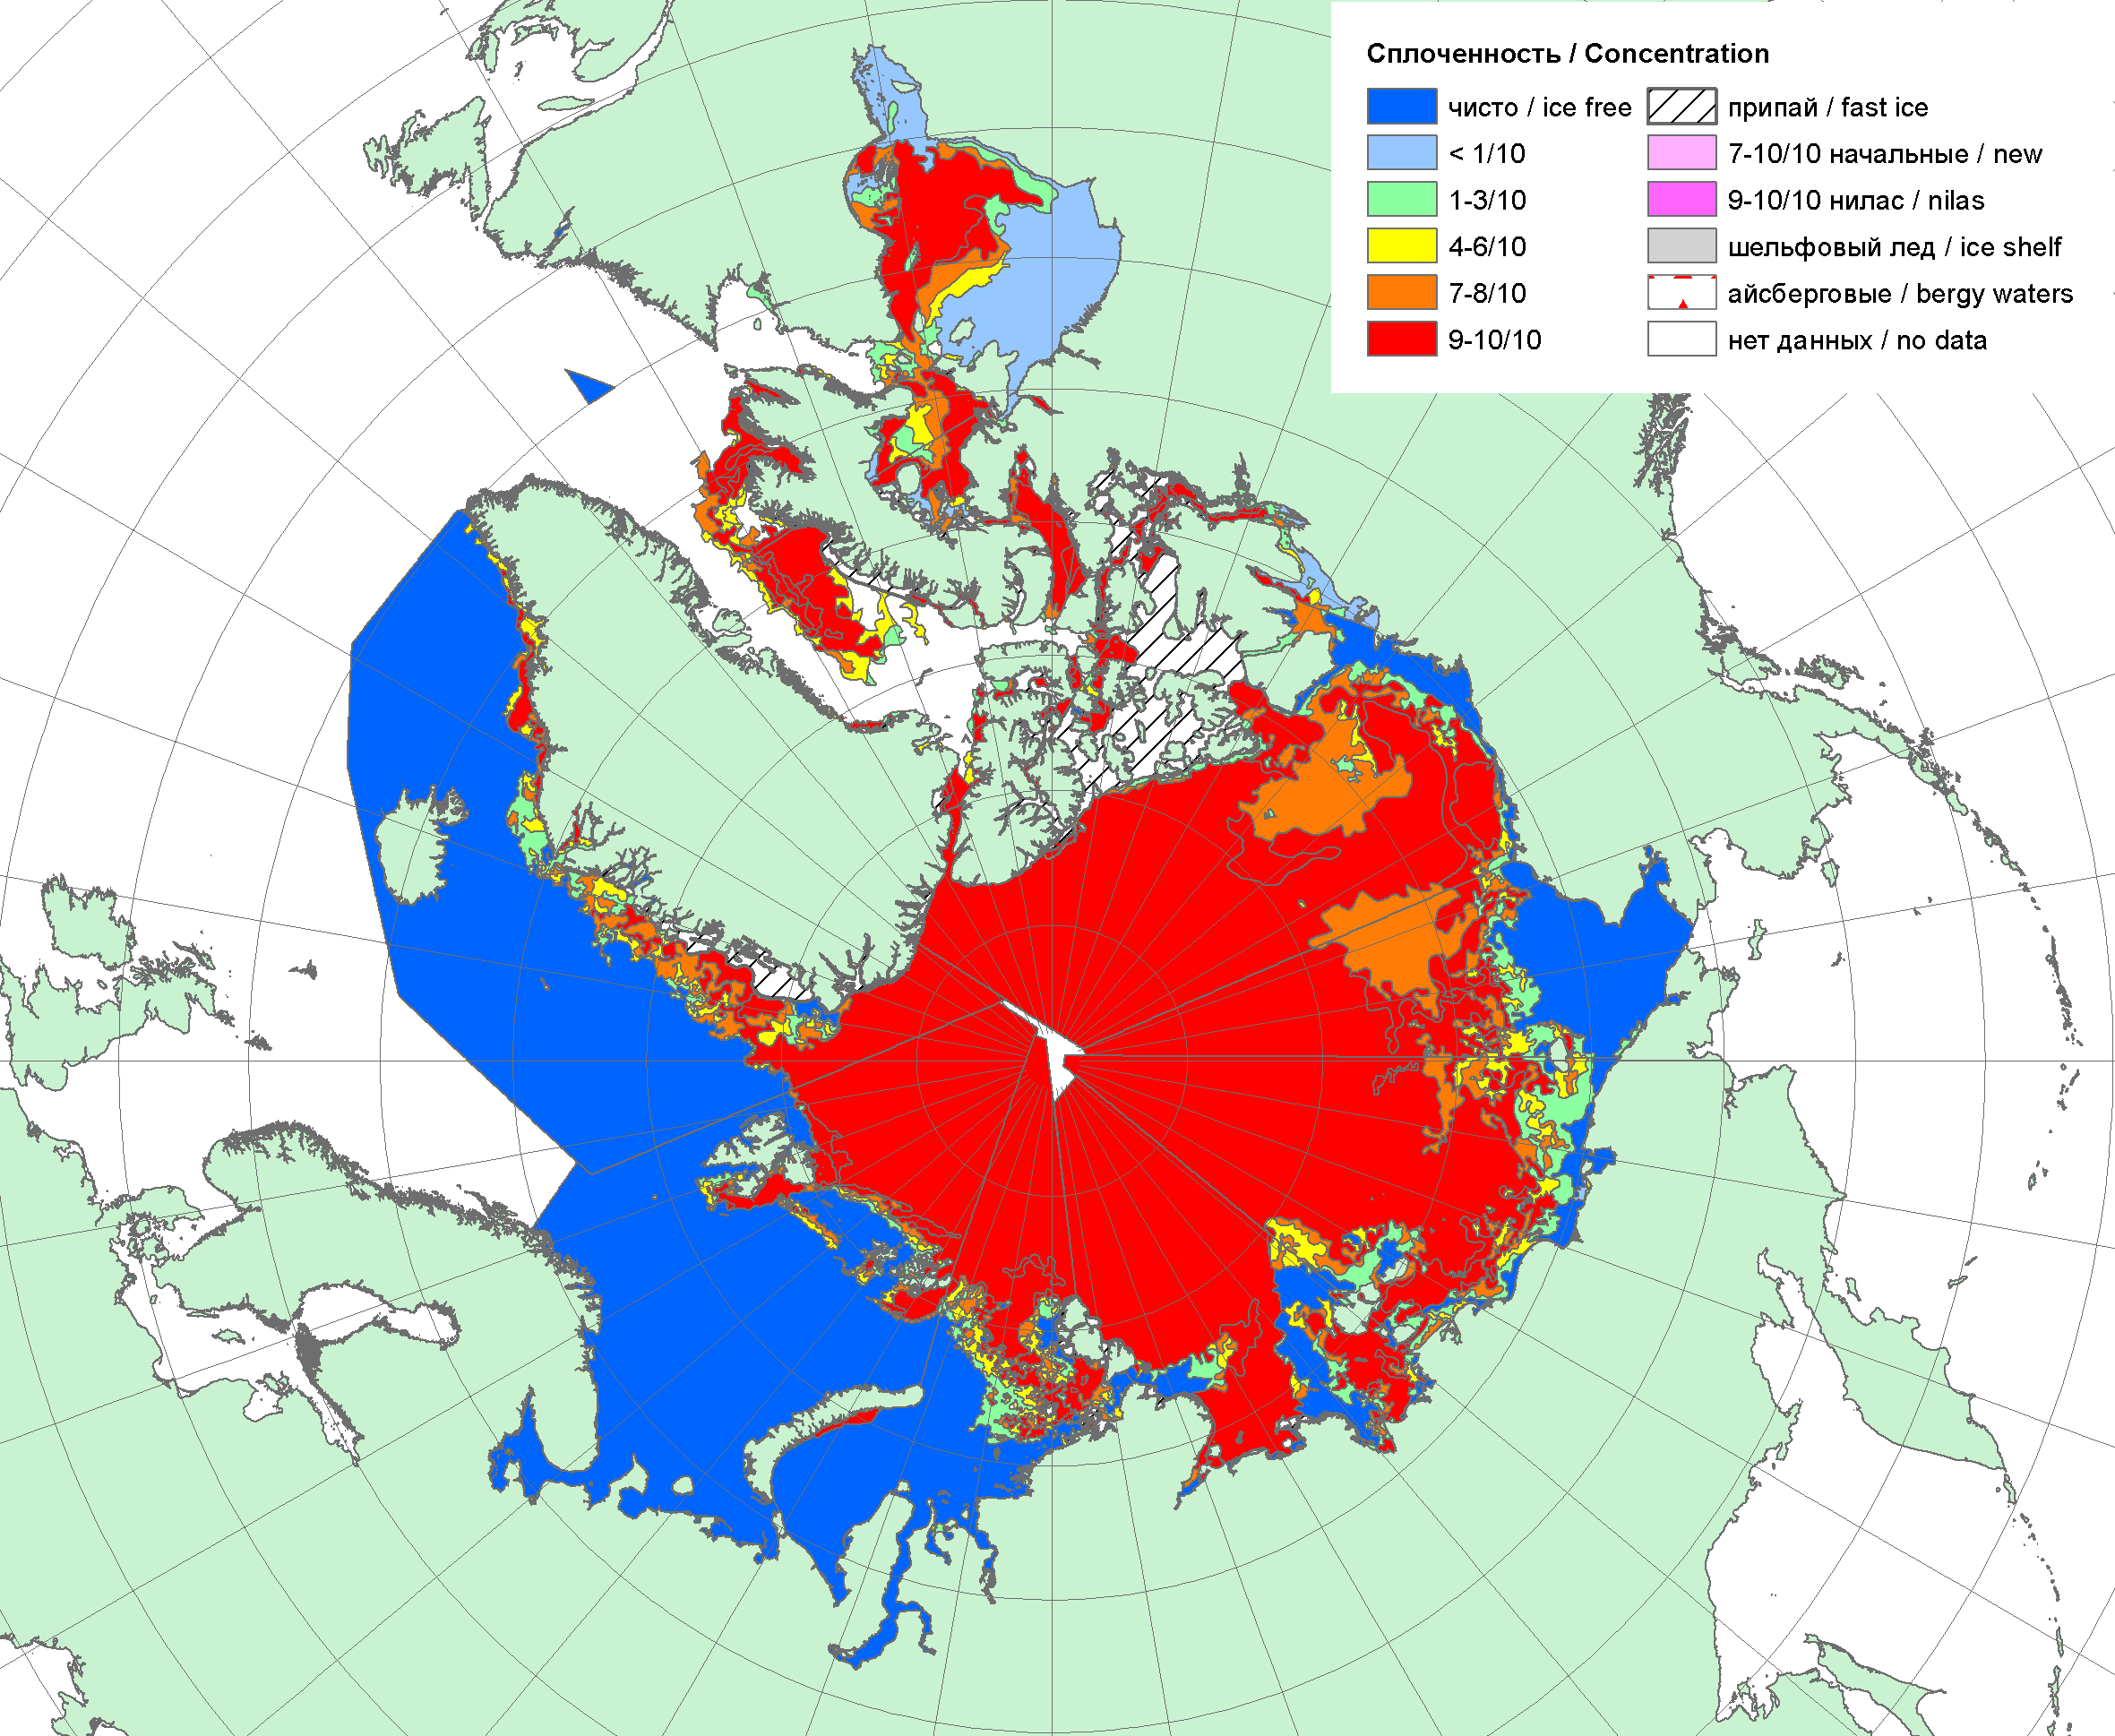 Сплоченность / Concentration
чисто / ice free
< 1/10
1-3/10
4-6/10
7-8/10
9-10/10
припай / fast ice
7-10/10 начальные / new
9-10/10 нилас / nilas
шельфовый лед / ice shelf
айсберговые / bergy waters
нет данных / no data